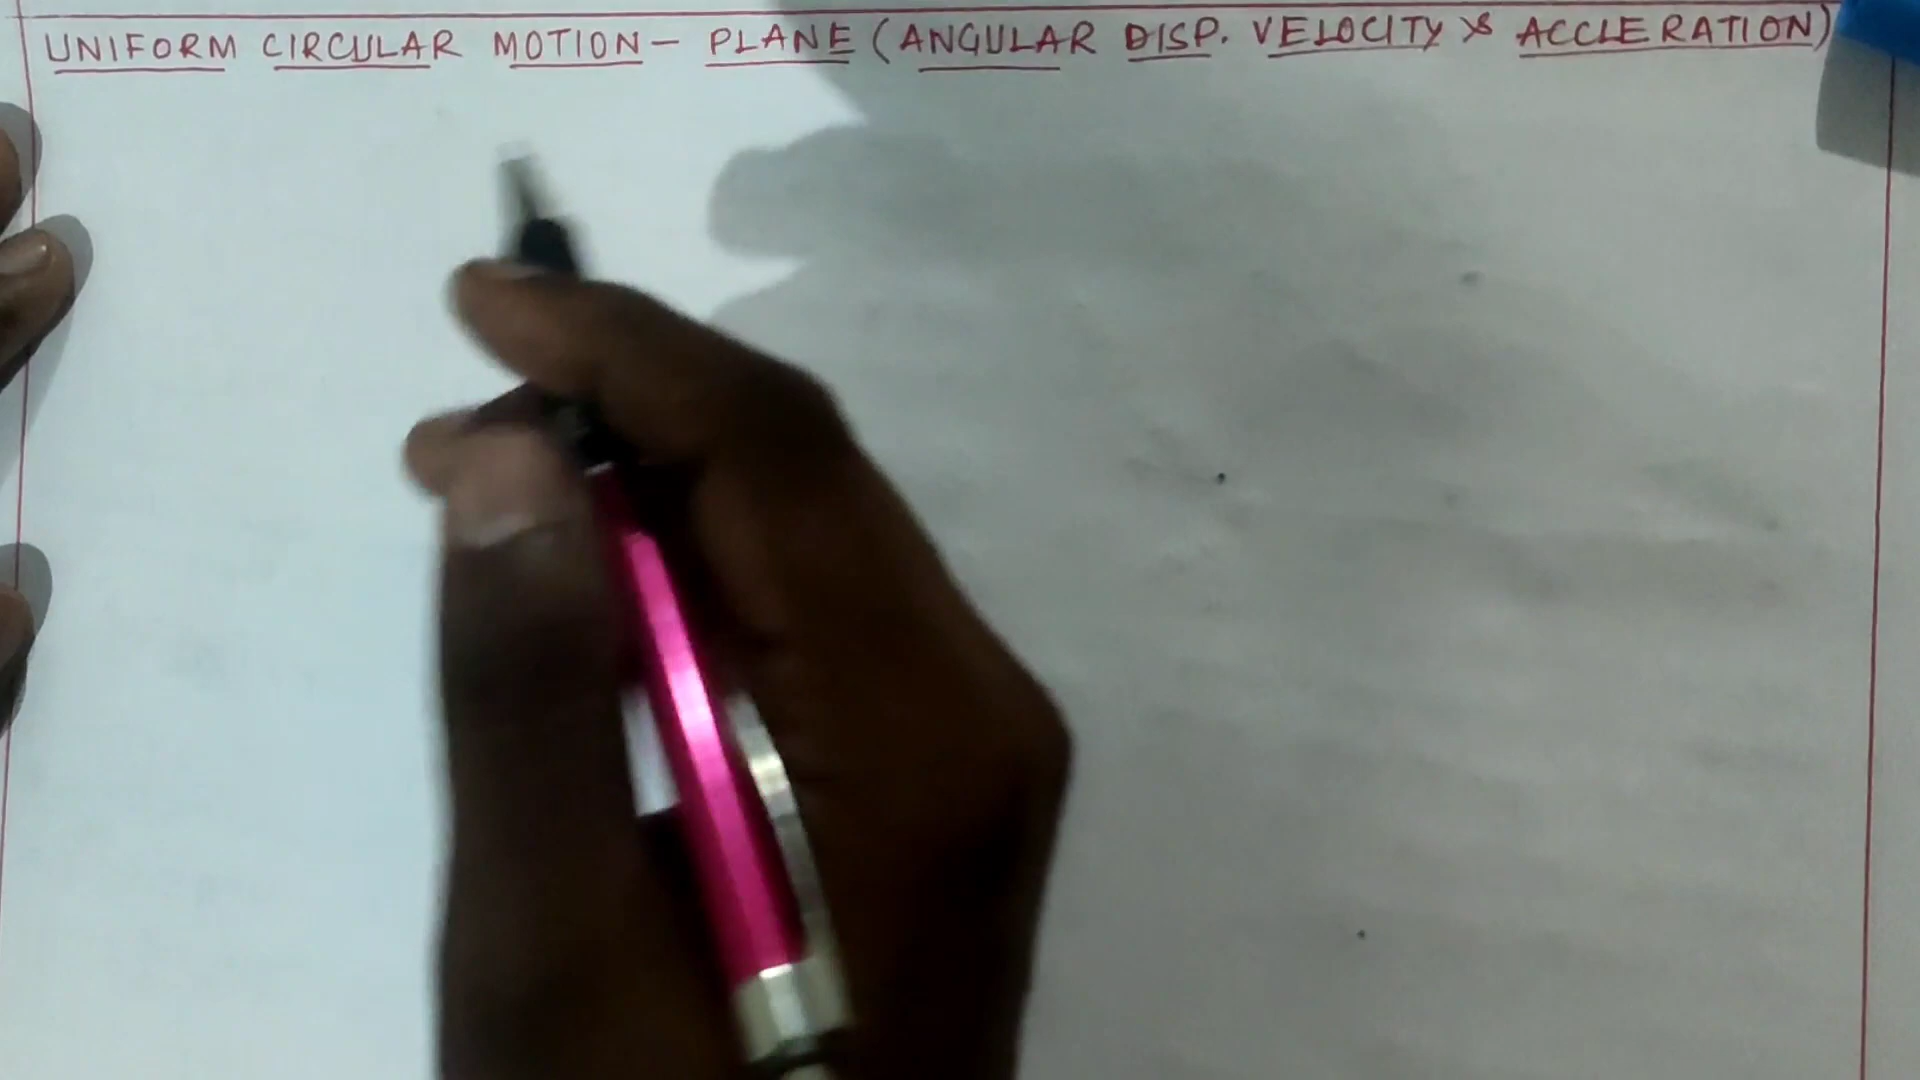 UNIFORM CIRCULAR MOTION - PLANE (ANGULAR DISP. VELOCITY & ACCLERATION)